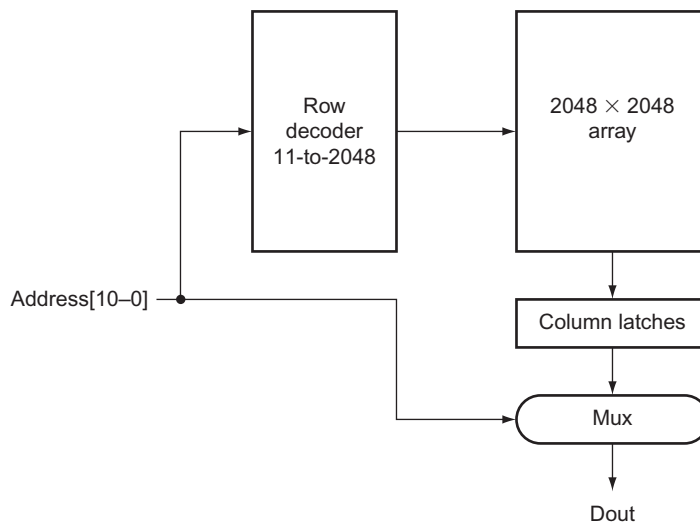 Row
decoder
11-to-2048
2048 × 2048
array
Address[10–0]
Column latches
Mux
Dout